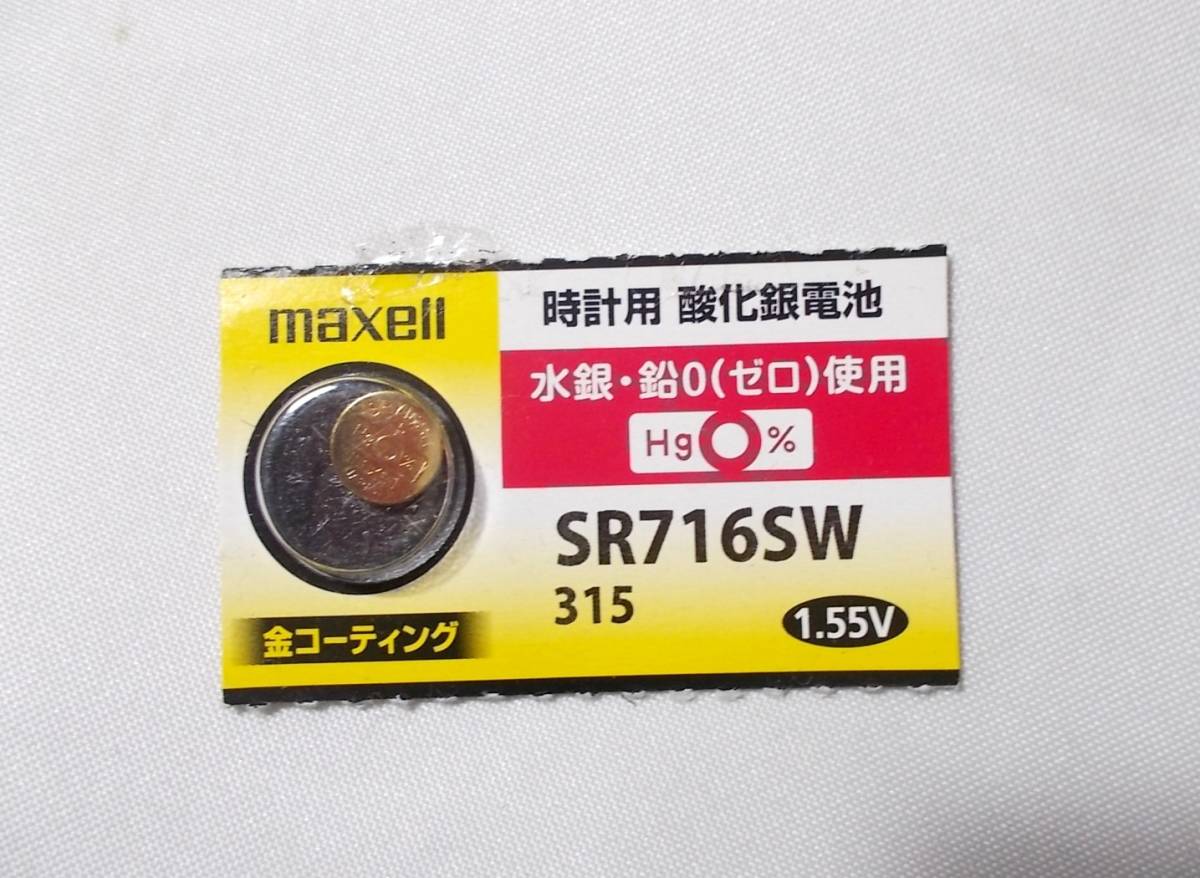 maxell
時計用 酸化銀電池
水銀・鉛0(ゼロ)使用
Hg0%
SR716SW
315
1.55V
金コーティング